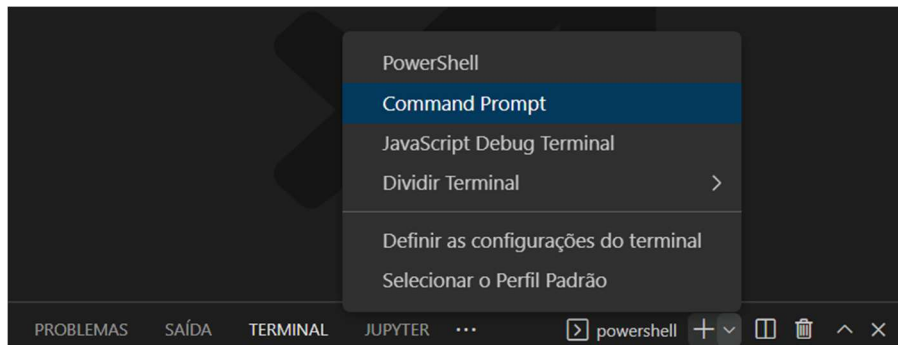 PowerShell
Command Prompt
JavaScript Debug Terminal
Dividir Terminal
Definir as configurações do terminal
Selecionar o Perfil Padrão
PROBLEMAS SAÍDA TERMINAL JUPYTER ••• powershell